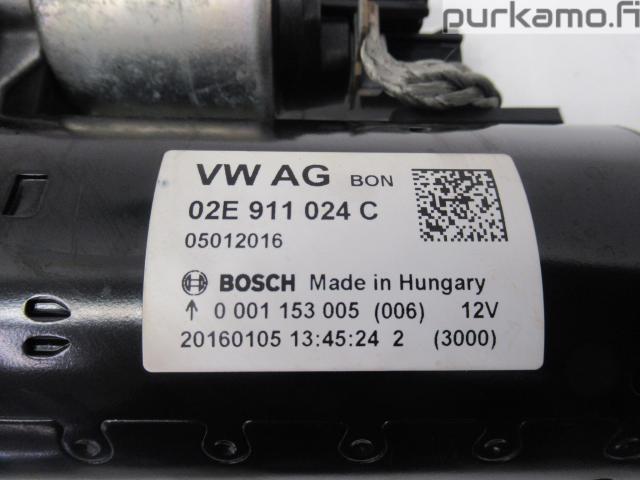 purkamo.fi
VW AG BON
02E 911 024 C
05012016
BOSCH Made in Hungary
↑ 0 001 153 005 (006) 12V
20160105 13:45:24 2 (3000)